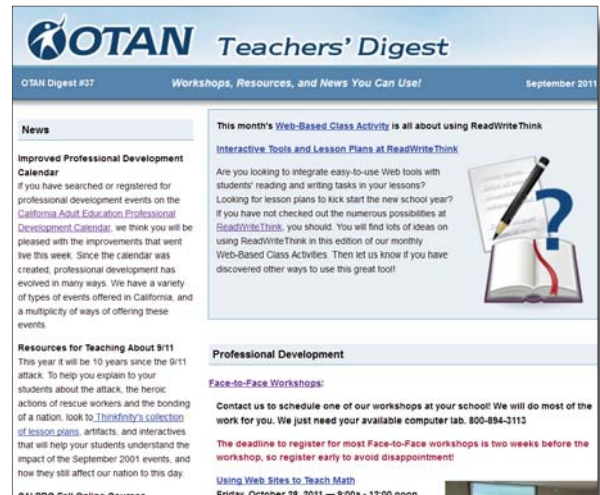 OTAN Teachers' Digest
OTAN Digest #37 Workshops, Resources, and News You Can Use! September 2011
News
Improved Professional Development
Calendar
If you have searched or registered for
professional development events on the
California Adult Education Professional
Development Calendar, we think you will be
pleased with the improvements that went
live this week. Since the calendar was
created, professional development has
evolved in many ways. We have a variety
of types of events offered in California, and
a multiplicity of ways of offering these
events.
Resources for Teaching About 9/11
This year it will be 10 years since the 9/11
attack. To help you explain to your
students about the attack, the heroic
actions of rescue workers and the bonding
of a nation, look to Thinkfinity's collection
of lesson plans, artifacts, and interactives
that will help your students understand the
impact of the September 2001 events, and
how they still affect our nation to this day.
This month's Web-Based Class Activity is all about using ReadWriteThink
Interactive Tools and Lesson Plans at ReadWriteThink
Are you looking to integrate easy-to-use Web tools with
students' reading and writing tasks in your lessons?
Looking for lesson plans to kick start the new school year?
If you have not checked out the numerous possibilities at
ReadWriteThink, you should. You will find lots of ideas on
using ReadWriteThink in this edition of our monthly
Web-Based Class Activities. Then let us know if you have
discovered other ways to use this great tool!
Professional Development
Face-to-Face Workshops:
Contact us to schedule one of our workshops at your school! We will do most of the
work for you. We just need your available computer lab. 800-894-3113
The deadline to register for most Face-to-Face workshops is two weeks before the
workshop, so register early to avoid disappointment!
Using Web Sites to Teach Math
Friday, October 28, 2011 — 9:00a - 12:00 noon